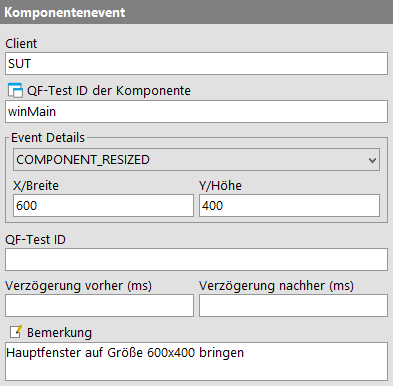 Komponentenevent
Client
SUT
QF-Test ID der Komponente
winMain
Event Details
COMPONENT_RESIZED
X/Breite Y/Höhe
600 400
QF-Test ID
Verzögerung vorher (ms) Verzögerung nachher (ms)
Bemerkung
Hauptfenster auf Größe 600x400 bringen